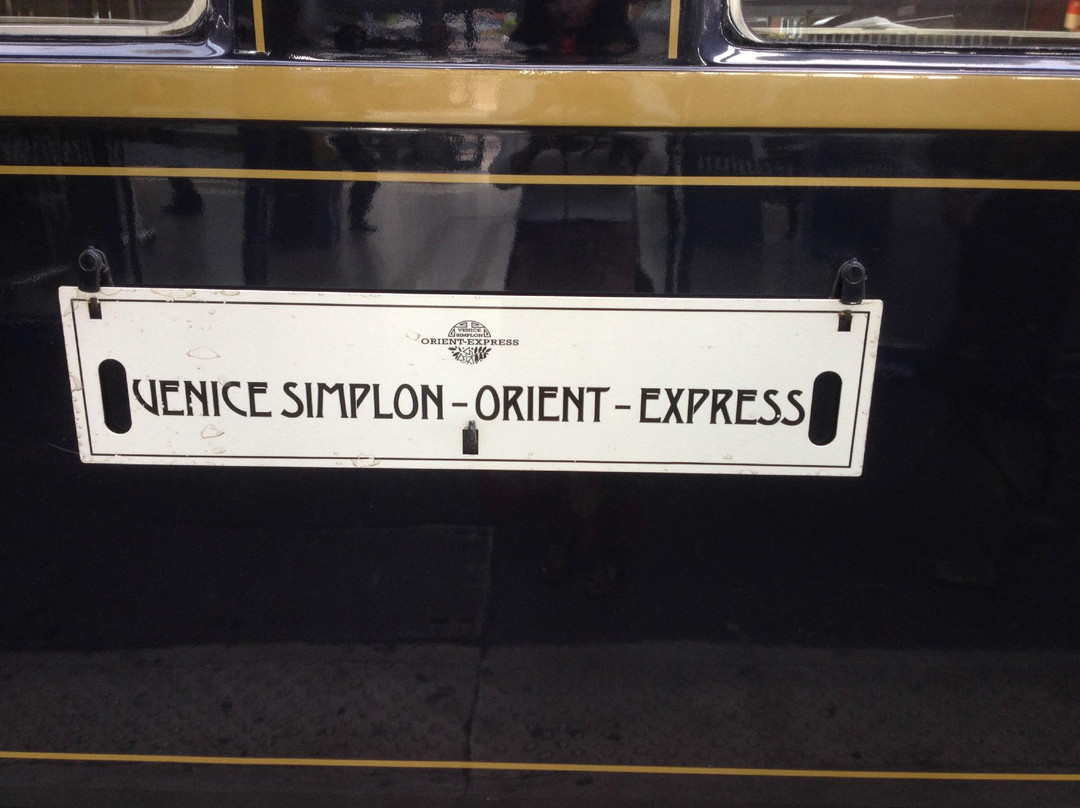 VENICE
SIMPLON
ORIENT-EXPRESS
VENICE SIMPLON - ORIENT - EXPRESS